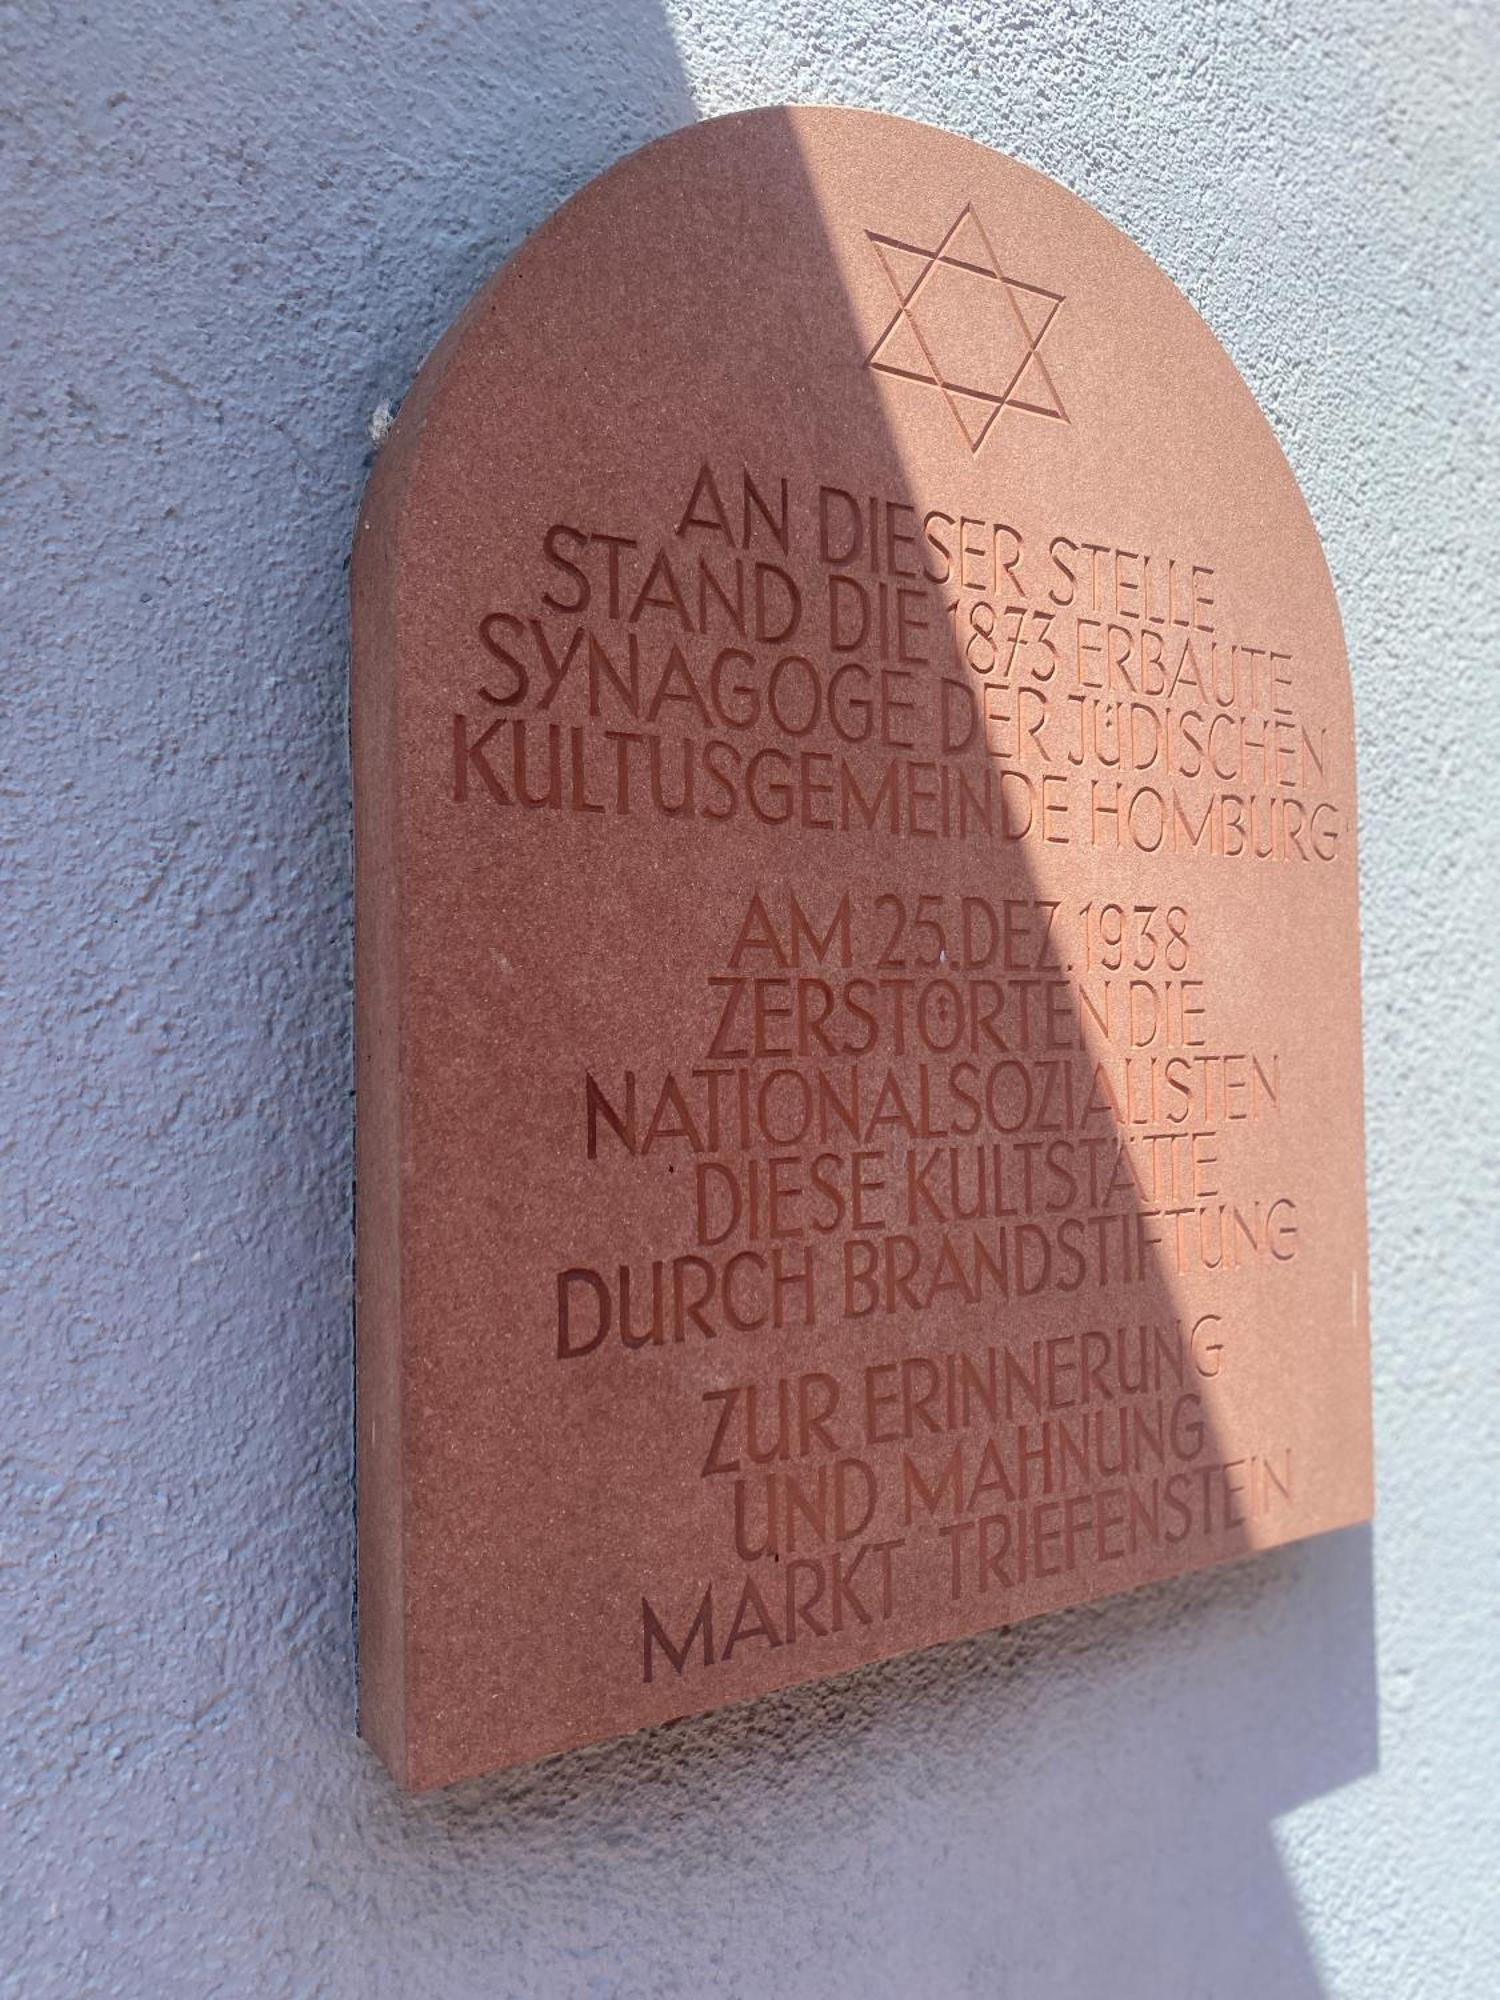 AN DIESER STELLE
STAND DIE 1873 ERBAUTE
SYNAGOGE DER JÜDISCHEN
KULTUSGEMEINDE HOMBURG
AM 25.DEZ.1938
ZERSTÖRTEN DIE
NATIONALSOZIALISTEN
DIESE KULTSTÄTTE
DURCH BRANDSTIFTUNG
ZUR ERINNERUNG
UND MAHNUNG
MARKT TRIEFENSTEIN